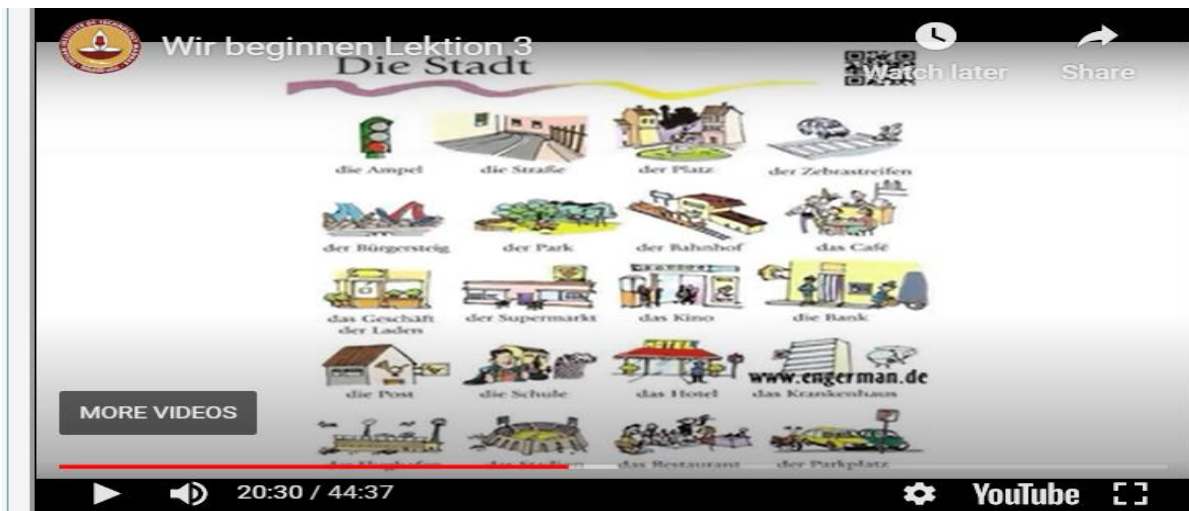 Wir beginnen Lektion 3
Watch later
Share
Die Stadt
die Ampel
die Straße
der Platz
der Zebrastreifen
der Bürgersteig
der Park
der Bahnhof
das Café
das Geschäft
der Laden
der Supermarkt
das Kino
die Bank
HOTEL
www.engerman.de
die Post
die Schule
das Hotel
das Krankenhaus
MORE VIDEOS
das Restaurant
der Parkplatz
20:30 / 44:37
YouTube